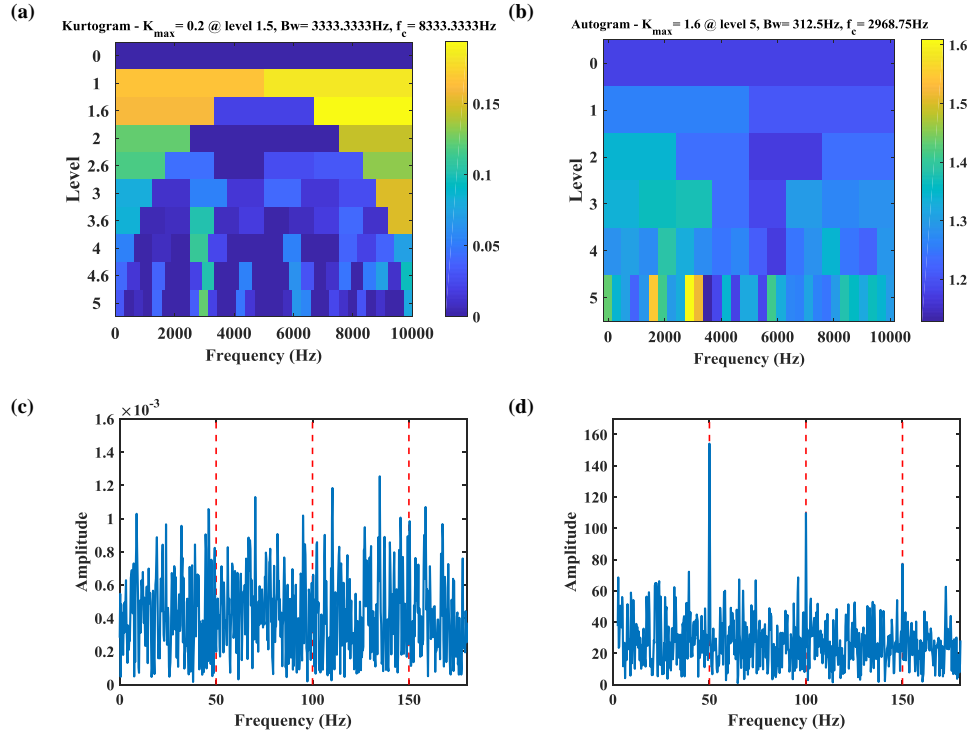 (a)
Kurtogram - K_max = 0.2 @ level 1.5, Bw= 3333.3333Hz, f_c = 8333.3333Hz
0
1
1.6
2
2.6
3
3.6
4
4.6
5
Level
0 2000 4000 6000 8000 10000
Frequency (Hz)
0.15
0.1
0.05
0
(b)
Autogram - K_max = 1.6 @ level 5, Bw= 312.5Hz, f_c = 2968.75Hz
0
1
2
3
4
5
Level
0 2000 4000 6000 8000 10000
Frequency (Hz)
1.6
1.5
1.4
1.3
1.2
(c)
×10⁻³
1.6
1.4
1.2
1
0.8
0.6
0.4
0.2
0
Amplitude
0 50 100 150
Frequency (Hz)
(d)
160
140
120
100
80
60
40
20
0
Amplitude
0 50 100 150
Frequency (Hz)